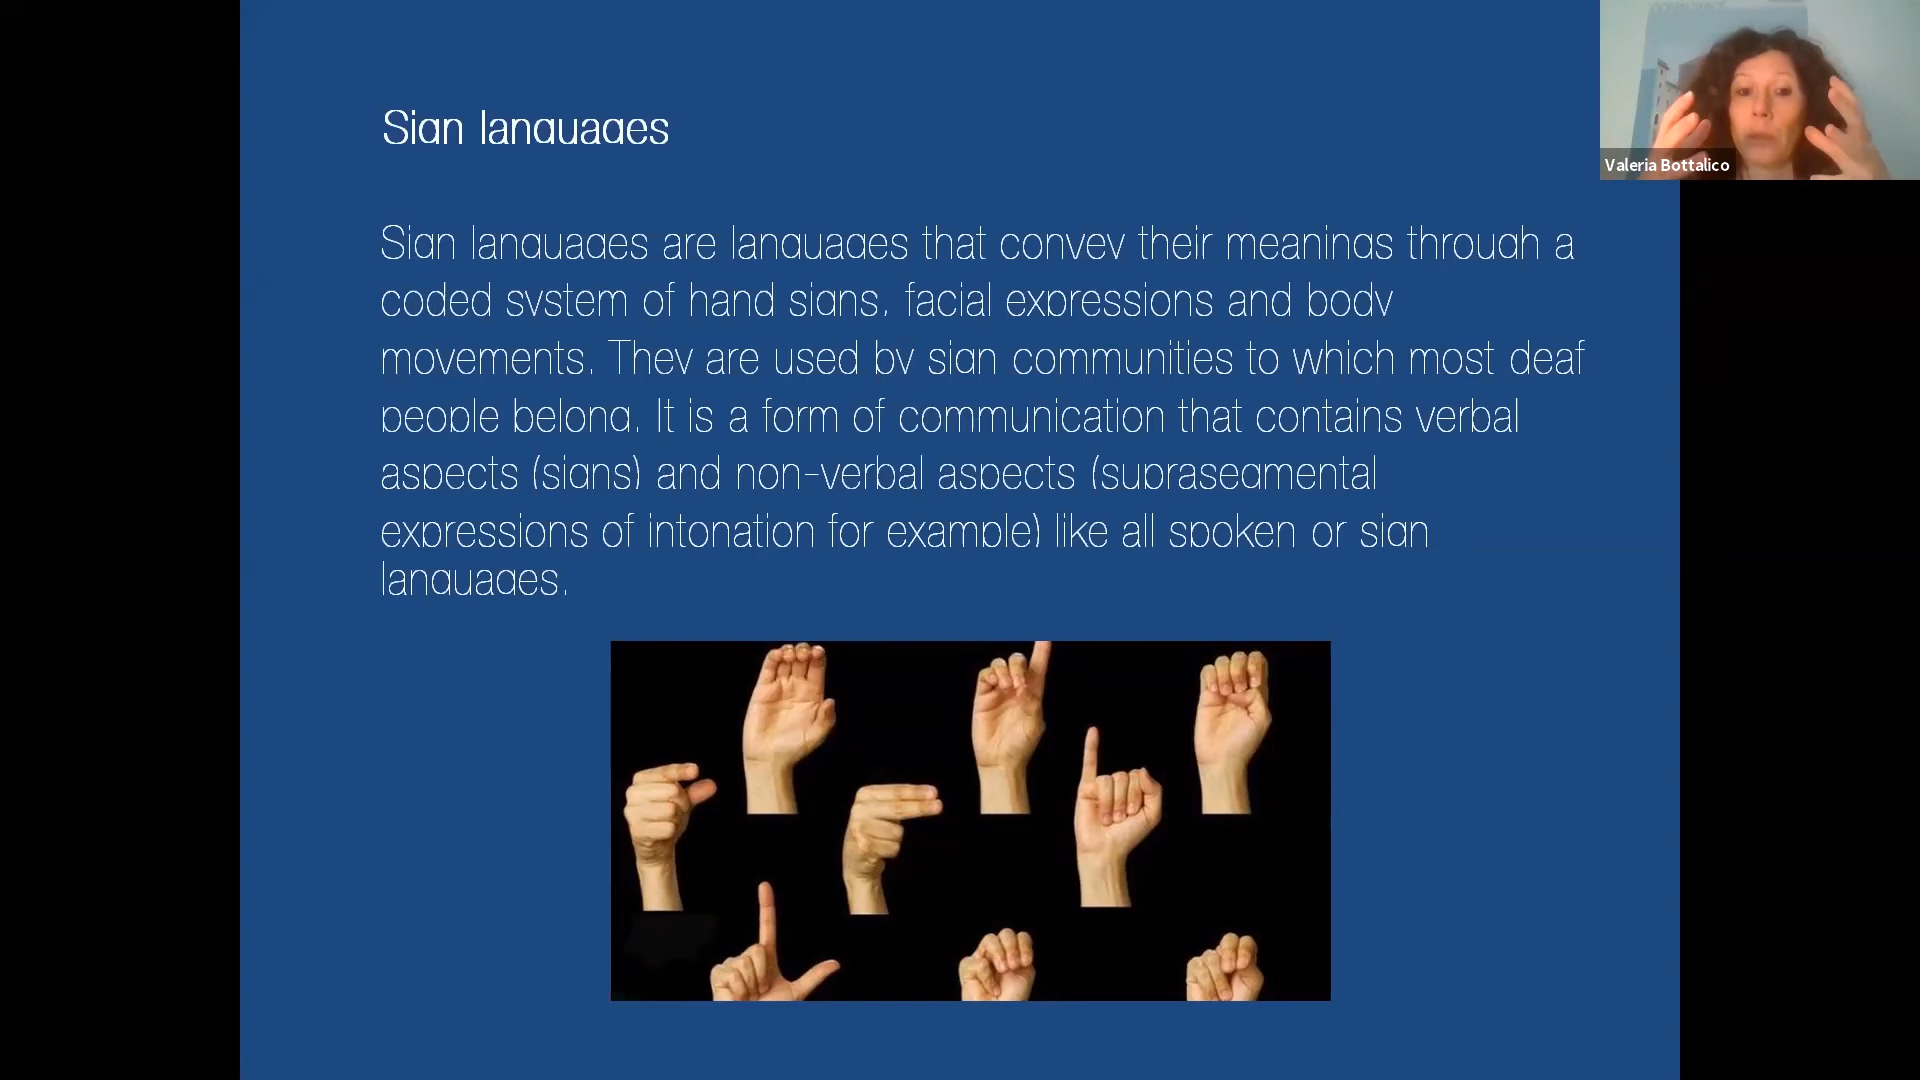 Sign languages
Sign languages are languages that convey their meanings through a
coded system of hand signs, facial expressions and body
movements. They are used by sign communities to which most deaf
people belong. It is a form of communication that contains verbal
aspects (signs) and non-verbal aspects (suprasegmental
expressions of intonation for example) like all spoken or sign
languages.
Valeria Bottalico